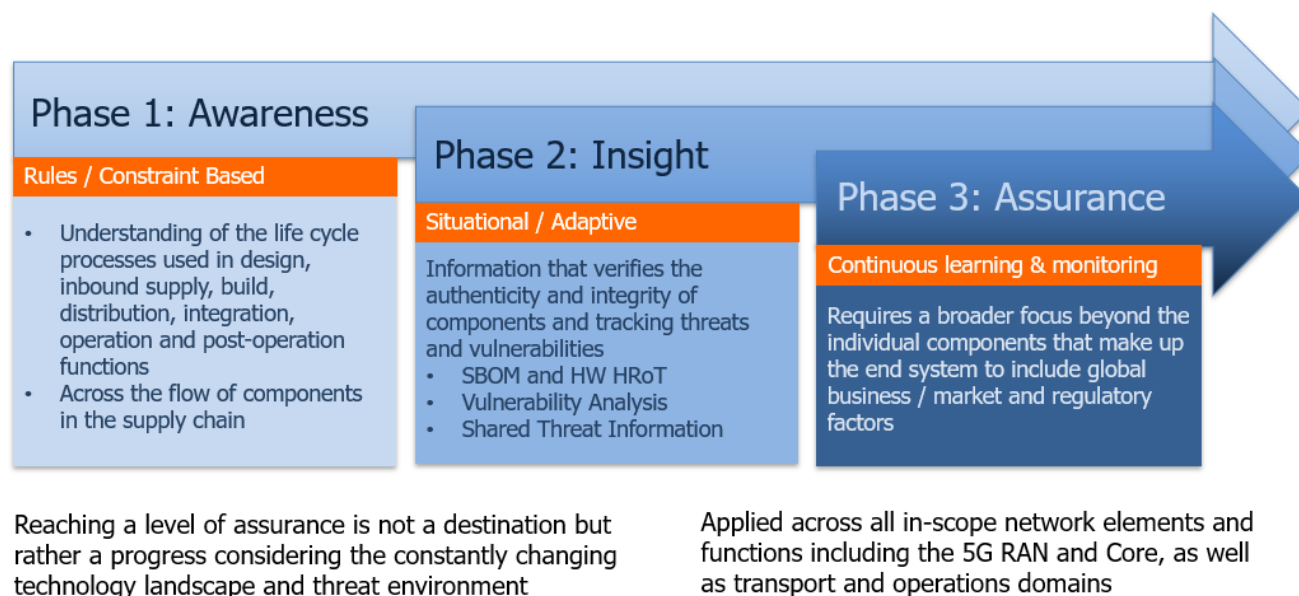 Phase 1: Awareness
Rules / Constraint Based
• Understanding of the life cycle
processes used in design,
inbound supply, build,
distribution, integration,
operation and post-operation
functions
• Across the flow of components
in the supply chain
Phase 2: Insight
Situational / Adaptive
Information that verifies the
authenticity and integrity of
components and tracking threats
and vulnerabilities
• SBOM and HW HRoT
• Vulnerability Analysis
• Shared Threat Information
Phase 3: Assurance
Continuous learning & monitoring
Requires a broader focus beyond the
individual components that make up
the end system to include global
business / market and regulatory
factors
Reaching a level of assurance is not a destination but
rather a progress considering the constantly changing
technology landscape and threat environment
Applied across all in-scope network elements and
functions including the 5G RAN and Core, as well
as transport and operations domains